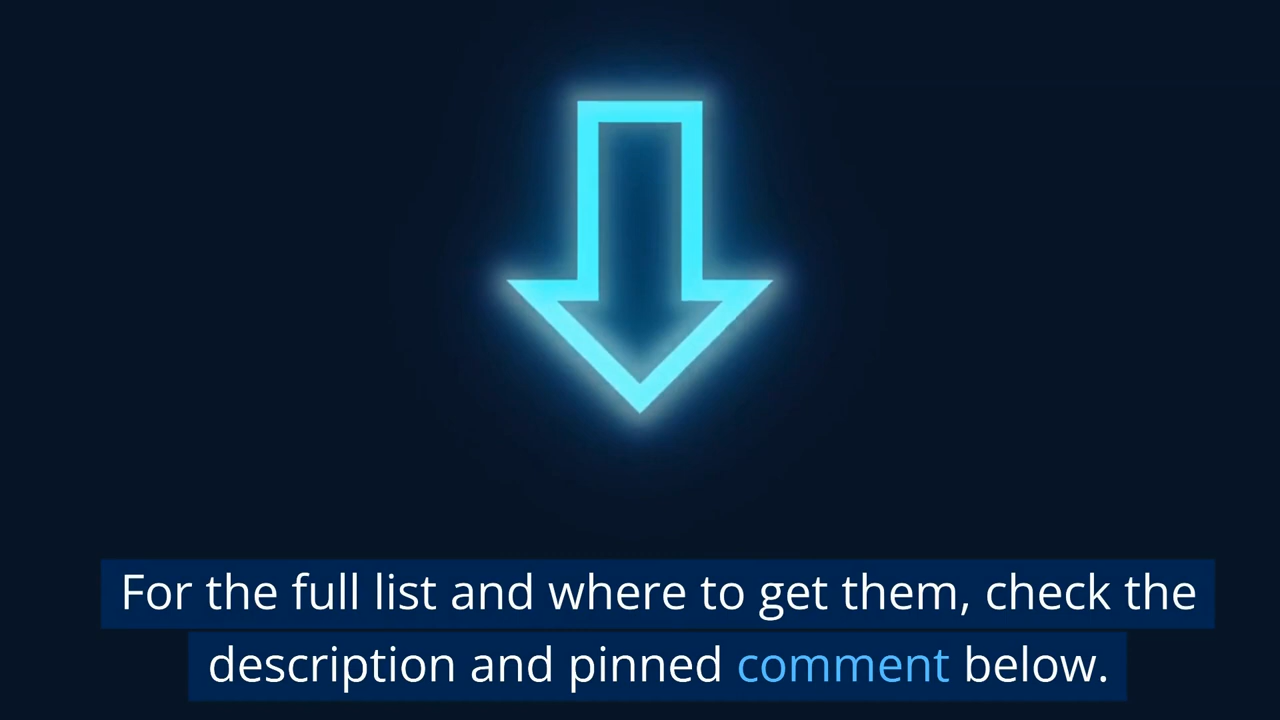 For the full list and where to get them, check the
description and pinned comment below.